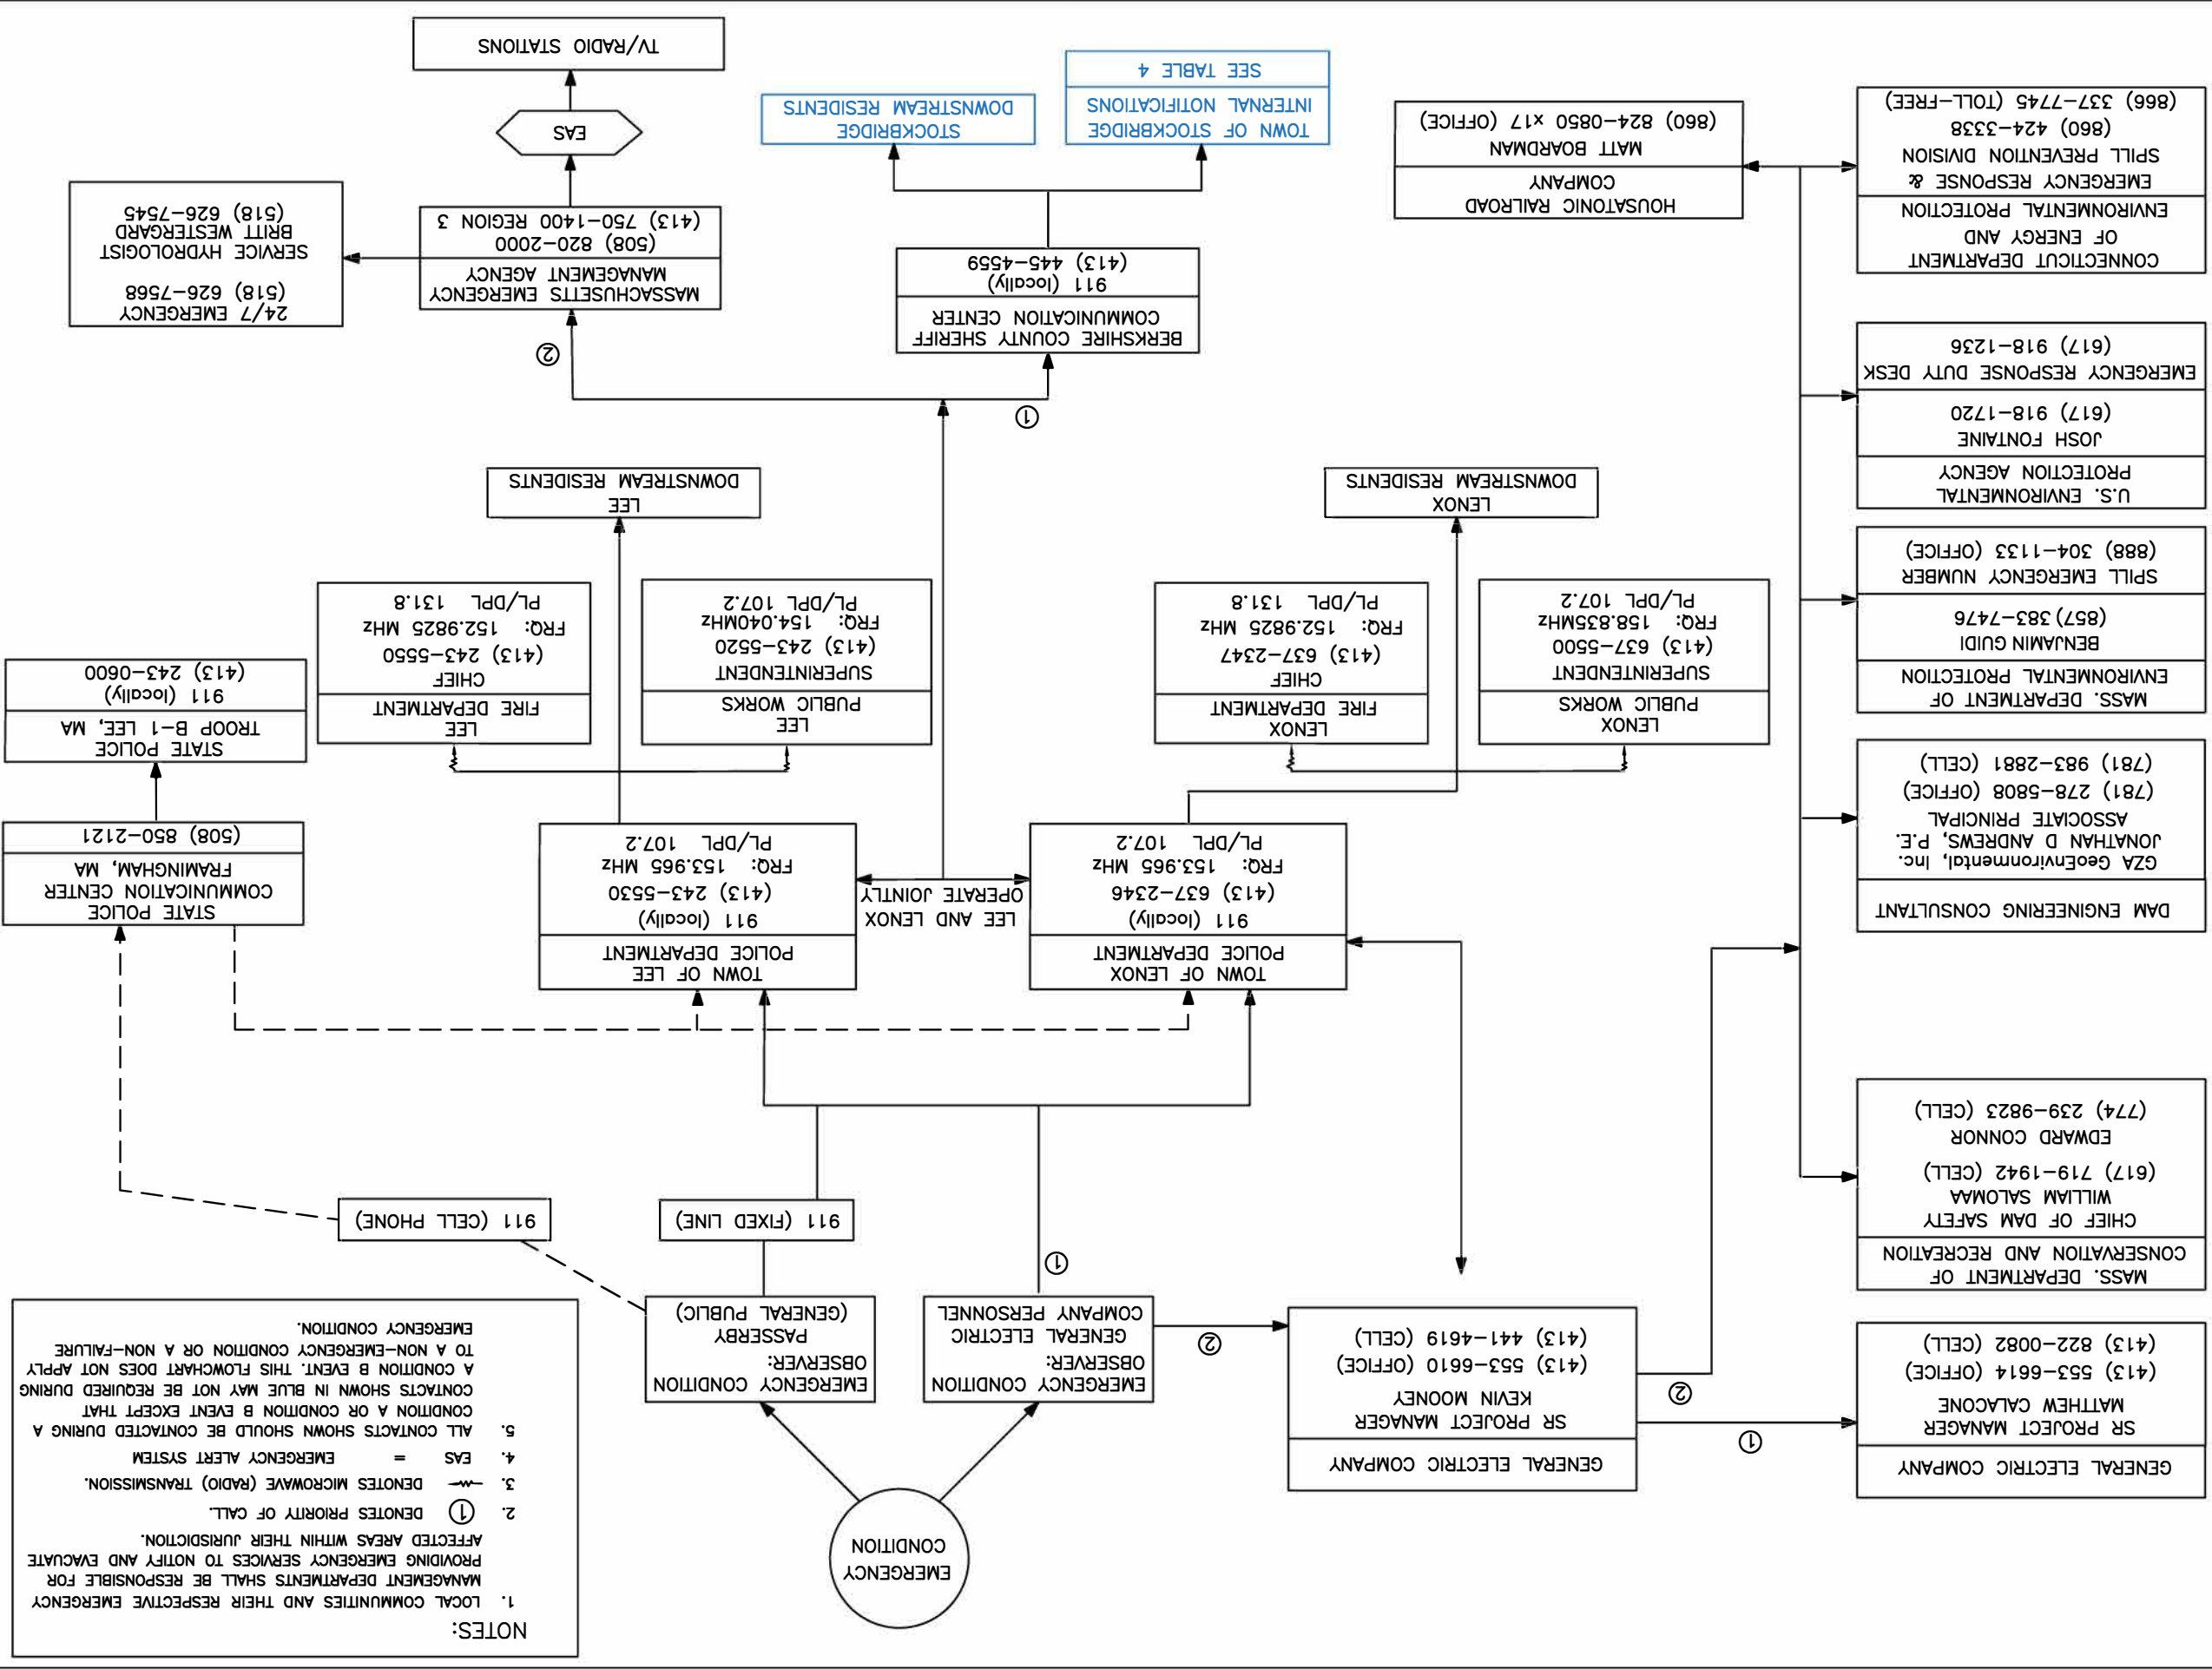 EMERGENCY
CONDITION
NOTES:
1. LOCAL COMMUNITIES AND THEIR RESPECTIVE EMERGENCY
MANAGEMENT DEPARTMENTS SHALL BE RESPONSIBLE FOR
PROVIDING EMERGENCY SERVICES TO NOTIFY AND EVACUATE
AFFECTED AREAS WITHIN THEIR JURISDICTION.
2. ① DENOTES PRIORITY OF CALL.
3. DENOTES MICROWAVE (RADIO) TRANSMISSION.
4. EAS = EMERGENCY ALERT SYSTEM
5. ALL CONTACTS SHOWN SHOULD BE CONTACTED DURING A
CONDITION A OR CONDITION B EVENT EXCEPT THAT
CONTACTS SHOWN IN BLUE MAY NOT BE REQUIRED DURING
A CONDITION B EVENT. THIS FLOWCHART DOES NOT APPLY
TO A NON-EMERGENCY CONDITION OR A NON-FAILURE
EMERGENCY CONDITION.
GENERAL ELECTRIC COMPANY
SR PROJECT MANAGER
MATTHEW CALACONE
(413) 553-6614 (OFFICE)
(413) 822-0082 (CELL)
①
②
GENERAL ELECTRIC COMPANY
SR PROJECT MANAGER
KEVIN MOONEY
(413) 553-6610 (OFFICE)
(413) 441-4619 (CELL)
②
EMERGENCY CONDITION
OBSERVER:
GENERAL ELECTRIC
COMPANY PERSONNEL
①
EMERGENCY CONDITION
OBSERVER:
PASSERBY
(GENERAL PUBLIC)
911 (FIXED LINE)
911 (CELL PHONE)
MASS. DEPARTMENT OF
CONSERVATION AND RECREATION
CHIEF OF DAM SAFETY
WILLIAM SALOMAA
(617) 719-1942 (CELL)
EDWARD CONNOR
(774) 239-9823 (CELL)
DAM ENGINEERING CONSULTANT
GZA GeoEnvironmental, Inc.
JONATHAN D ANDREWS, P.E.
ASSOCIATE PRINCIPAL
(781) 278-5808 (OFFICE)
(781) 983-2881 (CELL)
TOWN OF LENOX
POLICE DEPARTMENT
911 (locally)
(413) 637-2346
FRQ: 153.965 MHz
PL/DPL 107.2
LEE AND LENOX
OPERATE JOINTLY
TOWN OF LEE
POLICE DEPARTMENT
911 (locally)
(413) 243-5530
FRQ: 153.965 MHz
PL/DPL 107.2
STATE POLICE
COMMUNICATION CENTER
FRAMINGHAM, MA
(508) 850-2121
MASS. DEPARTMENT OF
ENVIRONMENTAL PROTECTION
BENJAMIN GUIDI
(857) 383-7476
SPILL EMERGENCY NUMBER
(888) 304-1133 (OFFICE)
LENOX
PUBLIC WORKS
SUPERINTENDENT
(413) 637-5500
FRQ: 158.835MHz
PL/DPL 107.2
LENOX
FIRE DEPARTMENT
CHIEF
(413) 637-2347
FRQ: 152.9825 MHz
PL/DPL 131.8
LEE
PUBLIC WORKS
SUPERINTENDENT
(413) 243-5520
FRQ: 154.040MHz
PL/DPL 107.2
LEE
FIRE DEPARTMENT
CHIEF
(413) 243-5550
FRQ: 152.9825 MHz
PL/DPL 131.8
STATE POLICE
TROOP B-1 LEE, MA
911 (locally)
(413) 243-0600
LENOX
DOWNSTREAM RESIDENTS
LEE
DOWNSTREAM RESIDENTS
U.S. ENVIRONMENTAL
PROTECTION AGENCY
JOSH FONTAINE
(617) 918-1720
EMERGENCY RESPONSE DUTY DESK
(617) 918-1236
①
②
BERKSHIRE COUNTY SHERIFF
COMMUNICATION CENTER
911 (locally)
(413) 445-4559
MASSACHUSETTS EMERGENCY
MANAGEMENT AGENCY
(508) 820-2000
(413) 750-1400 REGION 3
24/7 EMERGENCY
(518) 626-7568
SERVICE HYDROLOGIST
BRITT WESTERGARD
(518) 626-7545
CONNECTICUT DEPARTMENT
OF ENERGY AND
ENVIRONMENTAL PROTECTION
EMERGENCY RESPONSE &
SPILL PREVENTION DIVISION
(860) 424-3338
(866) 337-7745 (TOLL-FREE)
HOUSATONIC RAILROAD
COMPANY
MATT BOARDMAN
(860) 824-0850 x17 (OFFICE)
TOWN OF STOCKBRIDGE
INTERNAL NOTIFICATIONS
SEE TABLE 4
STOCKBRIDGE
DOWNSTREAM RESIDENTS
EAS
TV/RADIO STATIONS